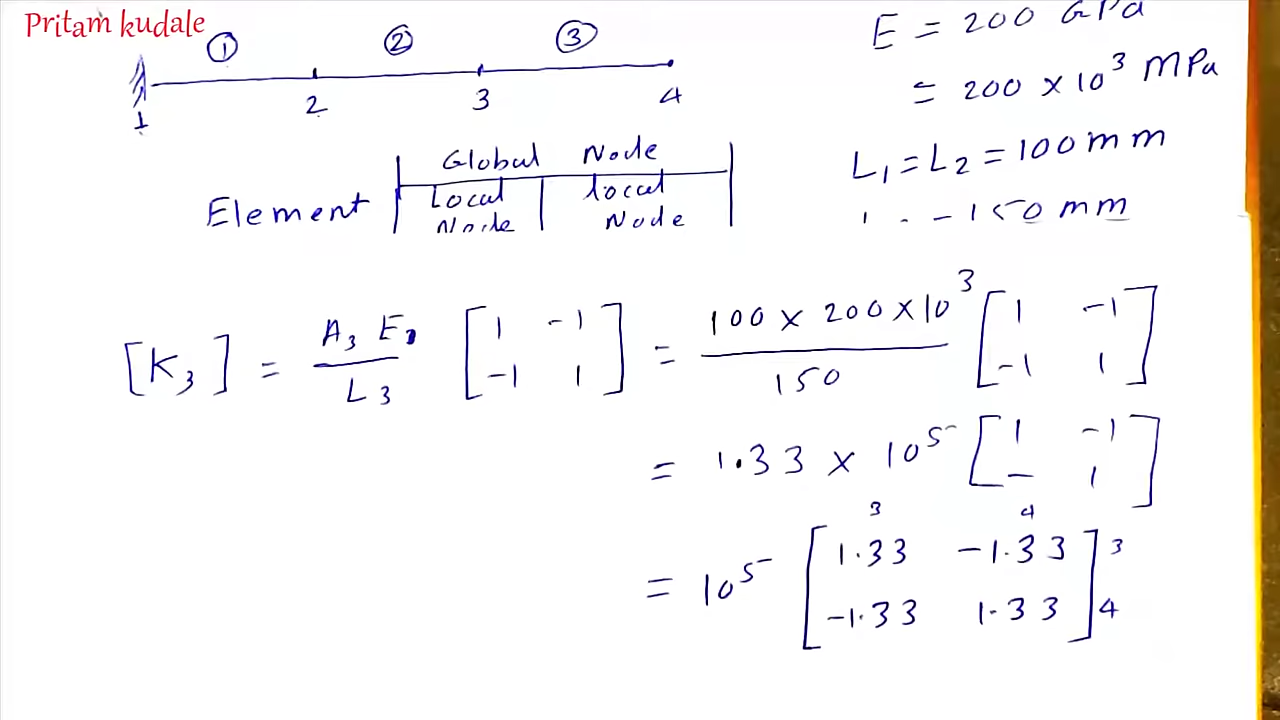 Pritam kudale
① ② ③
1 2 3 4
E = 200 GPa
= 200 x 10³ MPa
L₁ = L₂ = 100 mm
- 150 mm
Global Node
Element Local Node local Node
[K₃] = A₃ E₃ / L₃ [1 -1; -1 1] = 100 x 200 x 10³ / 150 [1 -1; -1 1]
= 1.33 x 10⁵ [1 -1; - 1]
3 4
= 10⁵ [1.33 -1.33; -1.33 1.33] 3 4